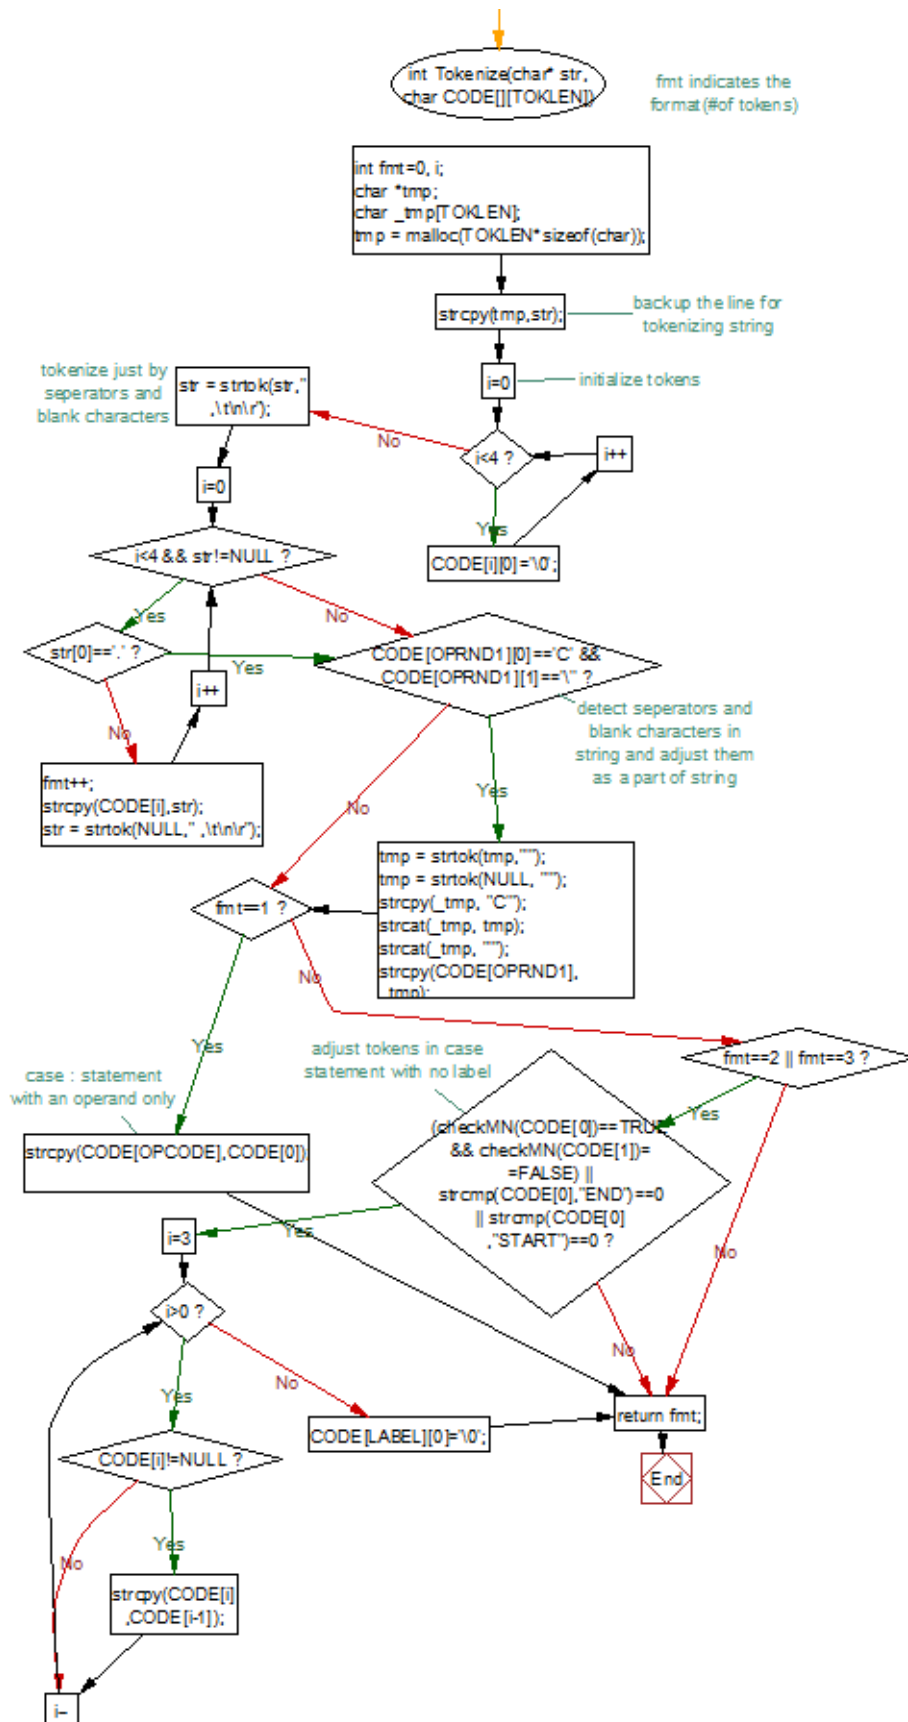 int Tokenize(char* str,
char CODE[][TOKLEN])
fmt indicates the
format(#of tokens)
int fmt=0, i;
char *tmp;
char _tmp[TOKLEN];
tmp = malloc(TOKLEN*sizeof(char));
strcpy(tmp,str);
backup the line for
tokenizing string
i=0
initialize tokens
tokenize just by
seperators and
blank characters
str = strtok(str,"
,\t\n\r");
No
i<4 ?
i++
Yes
CODE[i][0]='\0';
i=0
i<4 && str!=NULL ?
Yes
No
str[0]=='.' ?
Yes
CODE[OPRND1][0]=='C' &&
CODE[OPRND1][1]=='\'' ?
i++
No
detect seperators and
blank characters in
string and adjust them
as a part of string
fmt++;
strcpy(CODE[i],str);
str = strtok(NULL," ,\t\n\r");
No
Yes
tmp = strtok(tmp,"'");
tmp = strtok(NULL, "'");
strcpy(_tmp, "C'");
strcat(_tmp, tmp);
strcat(_tmp, "'");
strcpy(CODE[OPRND1],
_tmp);
fmt==1 ?
No
Yes
fmt==2 || fmt==3 ?
adjust tokens in case
statement with no label
case : statement
with an operand only
Yes
strcpy(CODE[OPCODE],CODE[0])
(checkMN(CODE[0])==TRUE
&& checkMN(CODE[1])=
=FALSE) ||
strcmp(CODE[0],"END")==0
|| strcmp(CODE[0]
,"START")==0 ?
Yes
No
i=3
i>0 ?
No
No
Yes
return fmt;
CODE[LABEL][0]='\0';
CODE[i]!=NULL ?
End
Yes
No
strcpy(CODE[i]
,CODE[i-1]);
i--